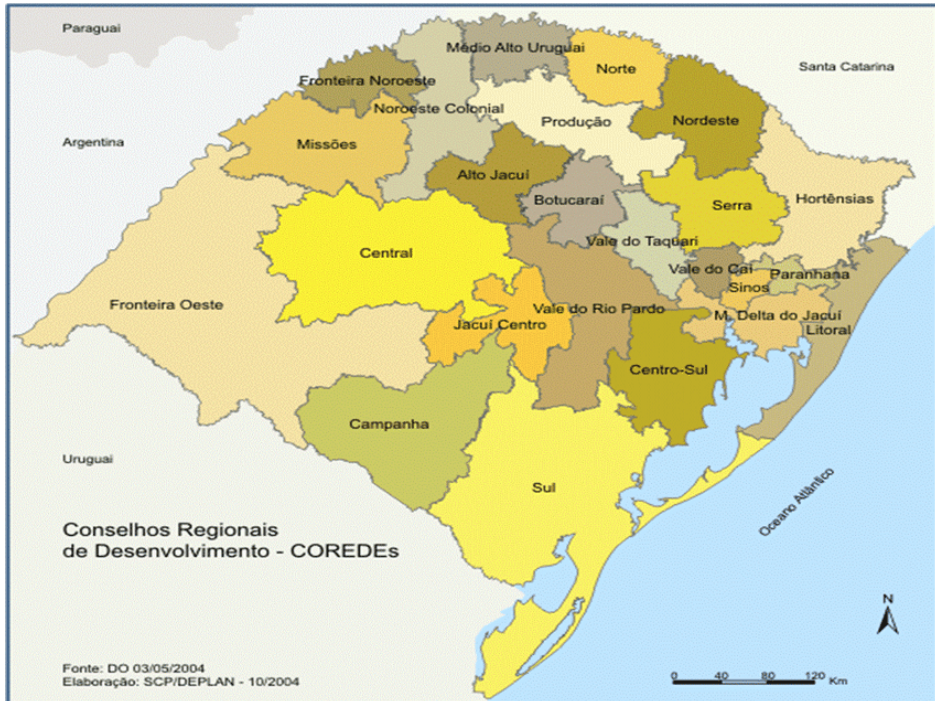 Paraguai
Médio Alto Uruguai
Santa Catarina
Norte
Fronteira Noroeste
Noroeste Colonial
Produção
Nordeste
Argentina
Missões
Alto Jacuí
Botucaraí
Serra
Hortênsias
Vale do Taquari
Central
Vale do Caí
Paranhana
Sinos
Fronteira Oeste
Vale do Rio Pardo
M. Delta do Jacuí
Jacuí Centro
Litoral
Centro-Sul
Campanha
Uruguai
Sul
Oceano Atlântico
Conselhos Regionais
de Desenvolvimento - COREDEs
N
Fonte: DO 03/05/2004
Elaboração: SCP/DEPLAN - 10/2004
0 40 80 120 Km